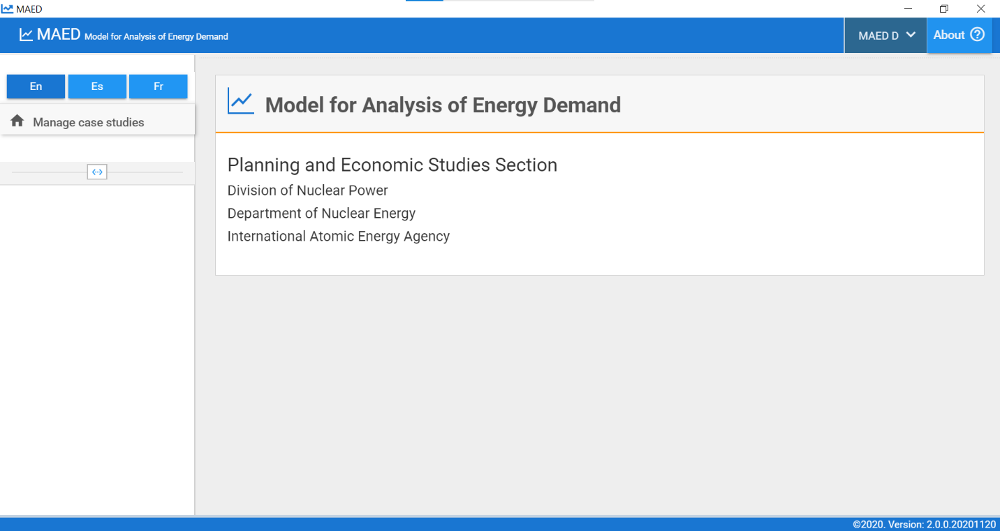 MAED
MAED Model for Analysis of Energy Demand
MAED D
About
En
Es
Fr
Manage case studies
Model for Analysis of Energy Demand
Planning and Economic Studies Section
Division of Nuclear Power
Department of Nuclear Energy
International Atomic Energy Agency
©2020. Version: 2.0.0.20201120